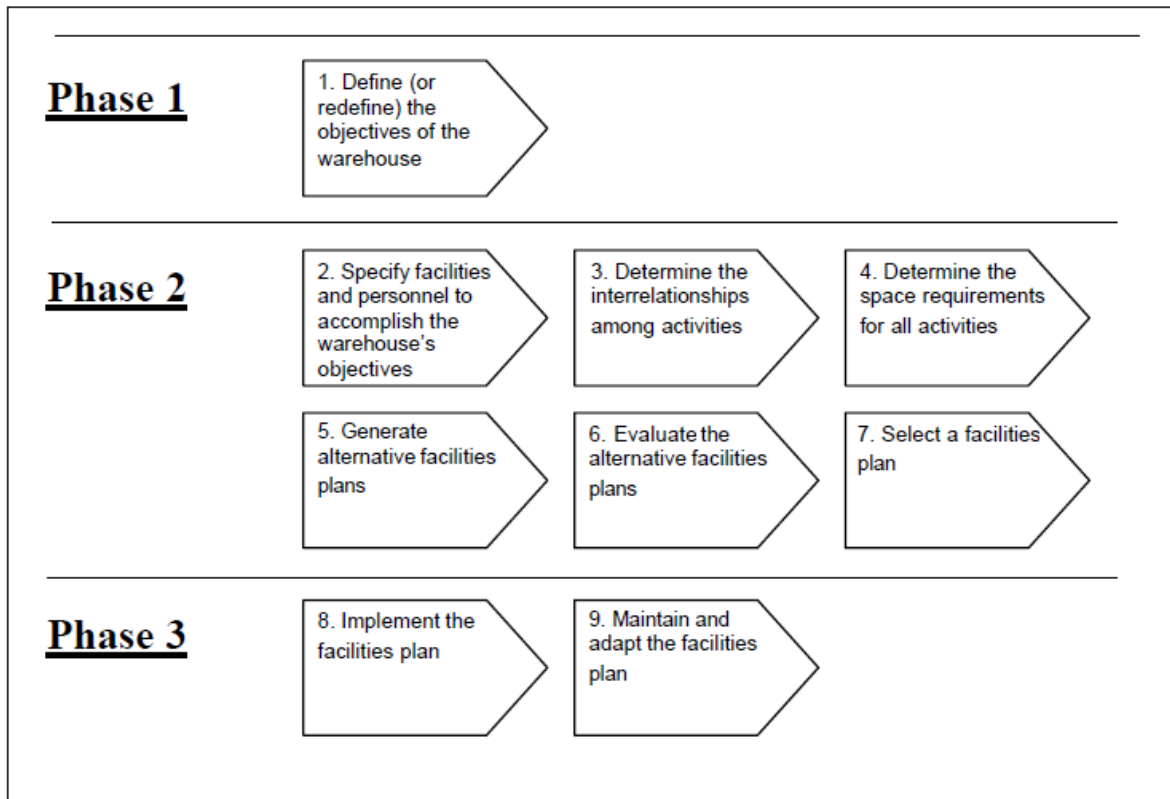 Phase 1
1. Define (or
redefine) the
objectives of the
warehouse
Phase 2
2. Specify facilities
and personnel to
accomplish the
warehouse's
objectives
3. Determine the
interrelationships
among activities
4. Determine the
space requirements
for all activities
5. Generate
alternative facilities
plans
6. Evaluate the
alternative facilities
plans
7. Select a facilities
plan
Phase 3
8. Implement the
facilities plan
9. Maintain and
adapt the facilities
plan